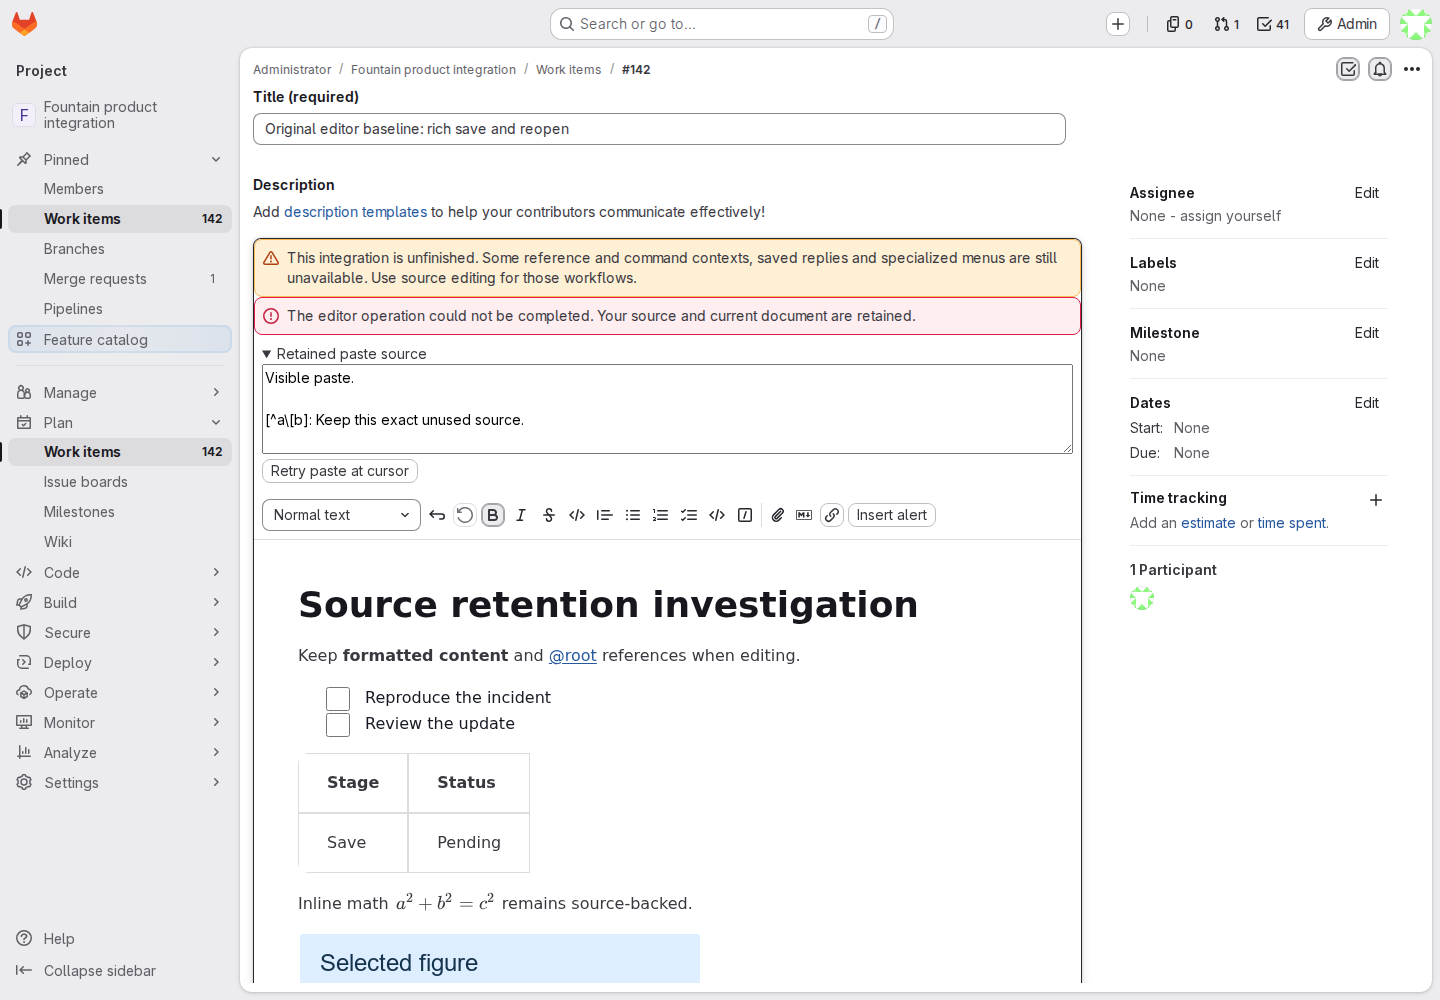 Search or go to...
/
0
1
41
Admin
Project
F
Fountain product integration
Pinned
Members
Work items
142
Branches
Merge requests
1
Pipelines
Feature catalog
Manage
Plan
Work items
142
Issue boards
Milestones
Wiki
Code
Build
Secure
Deploy
Operate
Monitor
Analyze
Settings
Help
Collapse sidebar
Administrator / Fountain product integration / Work items / #142
Title (required)
Original editor baseline: rich save and reopen
Description
Add description templates to help your contributors communicate effectively!
This integration is unfinished. Some reference and command contexts, saved replies and specialized menus are still
unavailable. Use source editing for those workflows.
The editor operation could not be completed. Your source and current document are retained.
▼ Retained paste source
Visible paste.
[^a\[b]: Keep this exact unused source.
Retry paste at cursor
Normal text
Insert alert
Source retention investigation
Keep formatted content and @root references when editing.
Reproduce the incident
Review the update
Stage Status
Save Pending
Inline math a² + b² = c² remains source-backed.
Selected figure
Assignee
Edit
None - assign yourself
Labels
Edit
None
Milestone
Edit
None
Dates
Edit
Start: None
Due: None
Time tracking
Add an estimate or time spent.
1 Participant